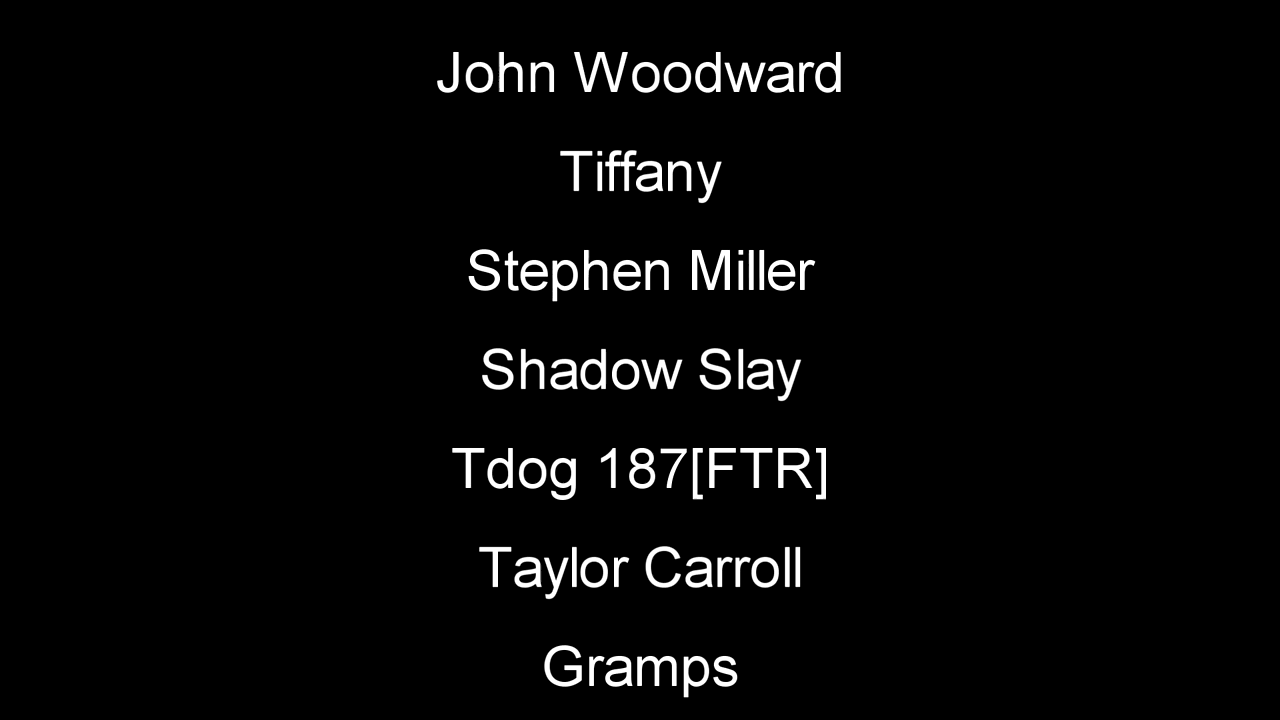 John Woodward
Tiffany
Stephen Miller
Shadow Slay
Tdog 187[FTR]
Taylor Carroll
Gramps